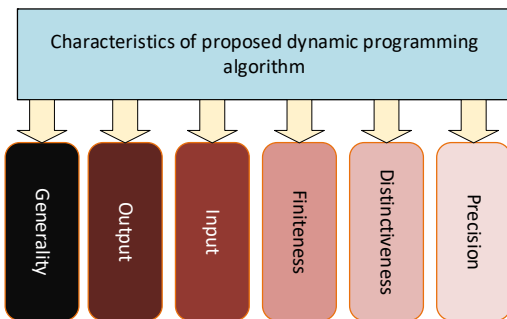 Characteristics of proposed dynamic programming
algorithm
Generality
Output
Input
Finiteness
Distinctiveness
Precision